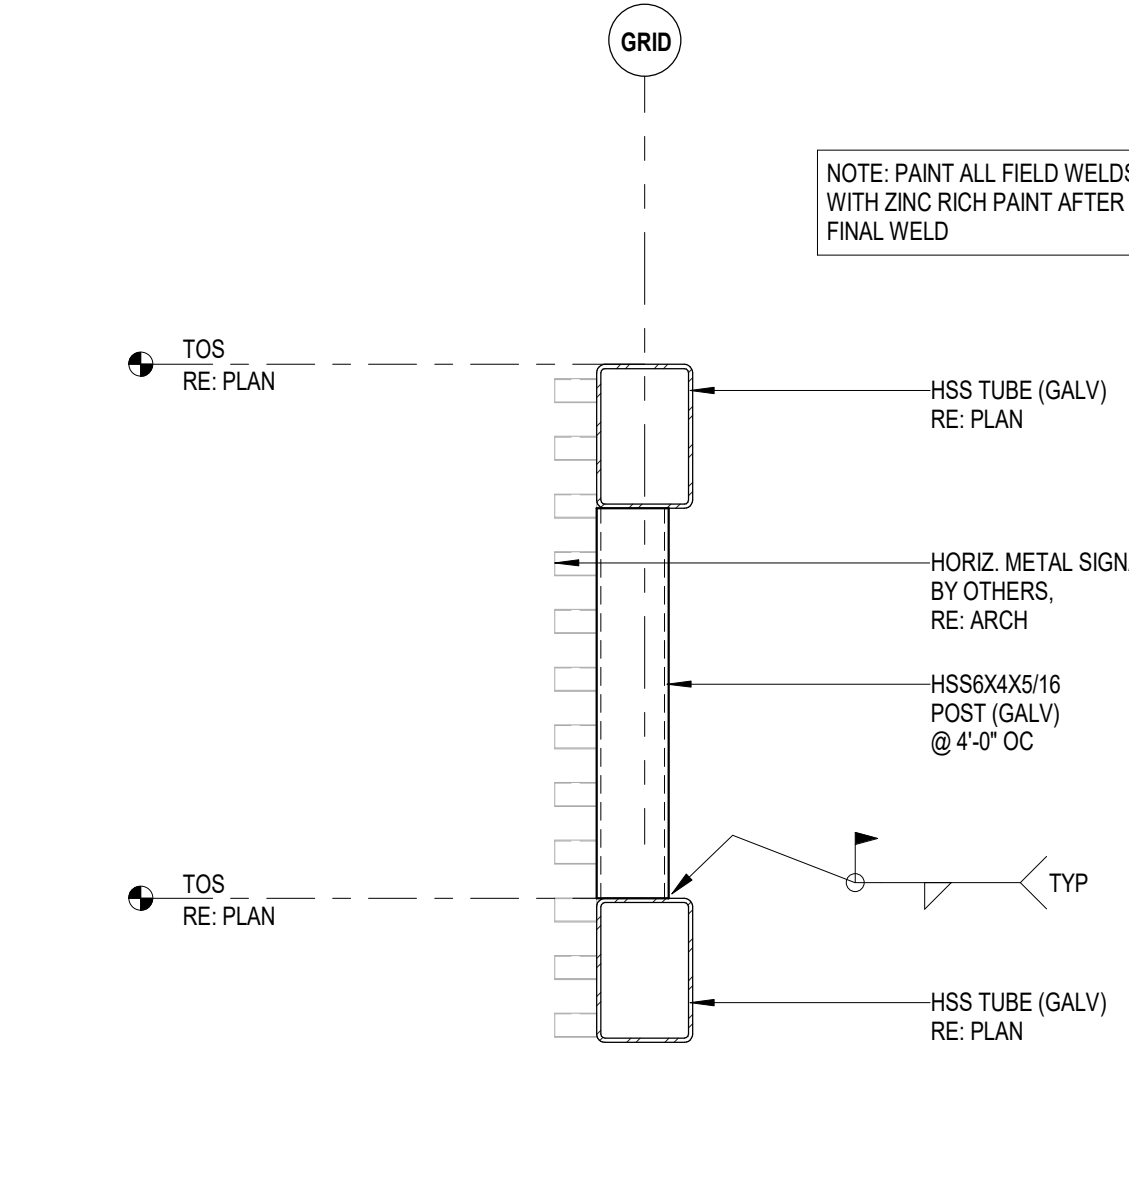 GRID
NOTE: PAINT ALL FIELD WELDS
WITH ZINC RICH PAINT AFTER
FINAL WELD
TOS
RE: PLAN
HSS TUBE (GALV)
RE: PLAN
HORIZ. METAL
BY OTHERS,
RE: ARCH
HSS6X4X5/16
POST (GALV)
@ 4'-0" OC
TOS
RE: PLAN
TYP
HSS TUBE (GALV)
RE: PLAN